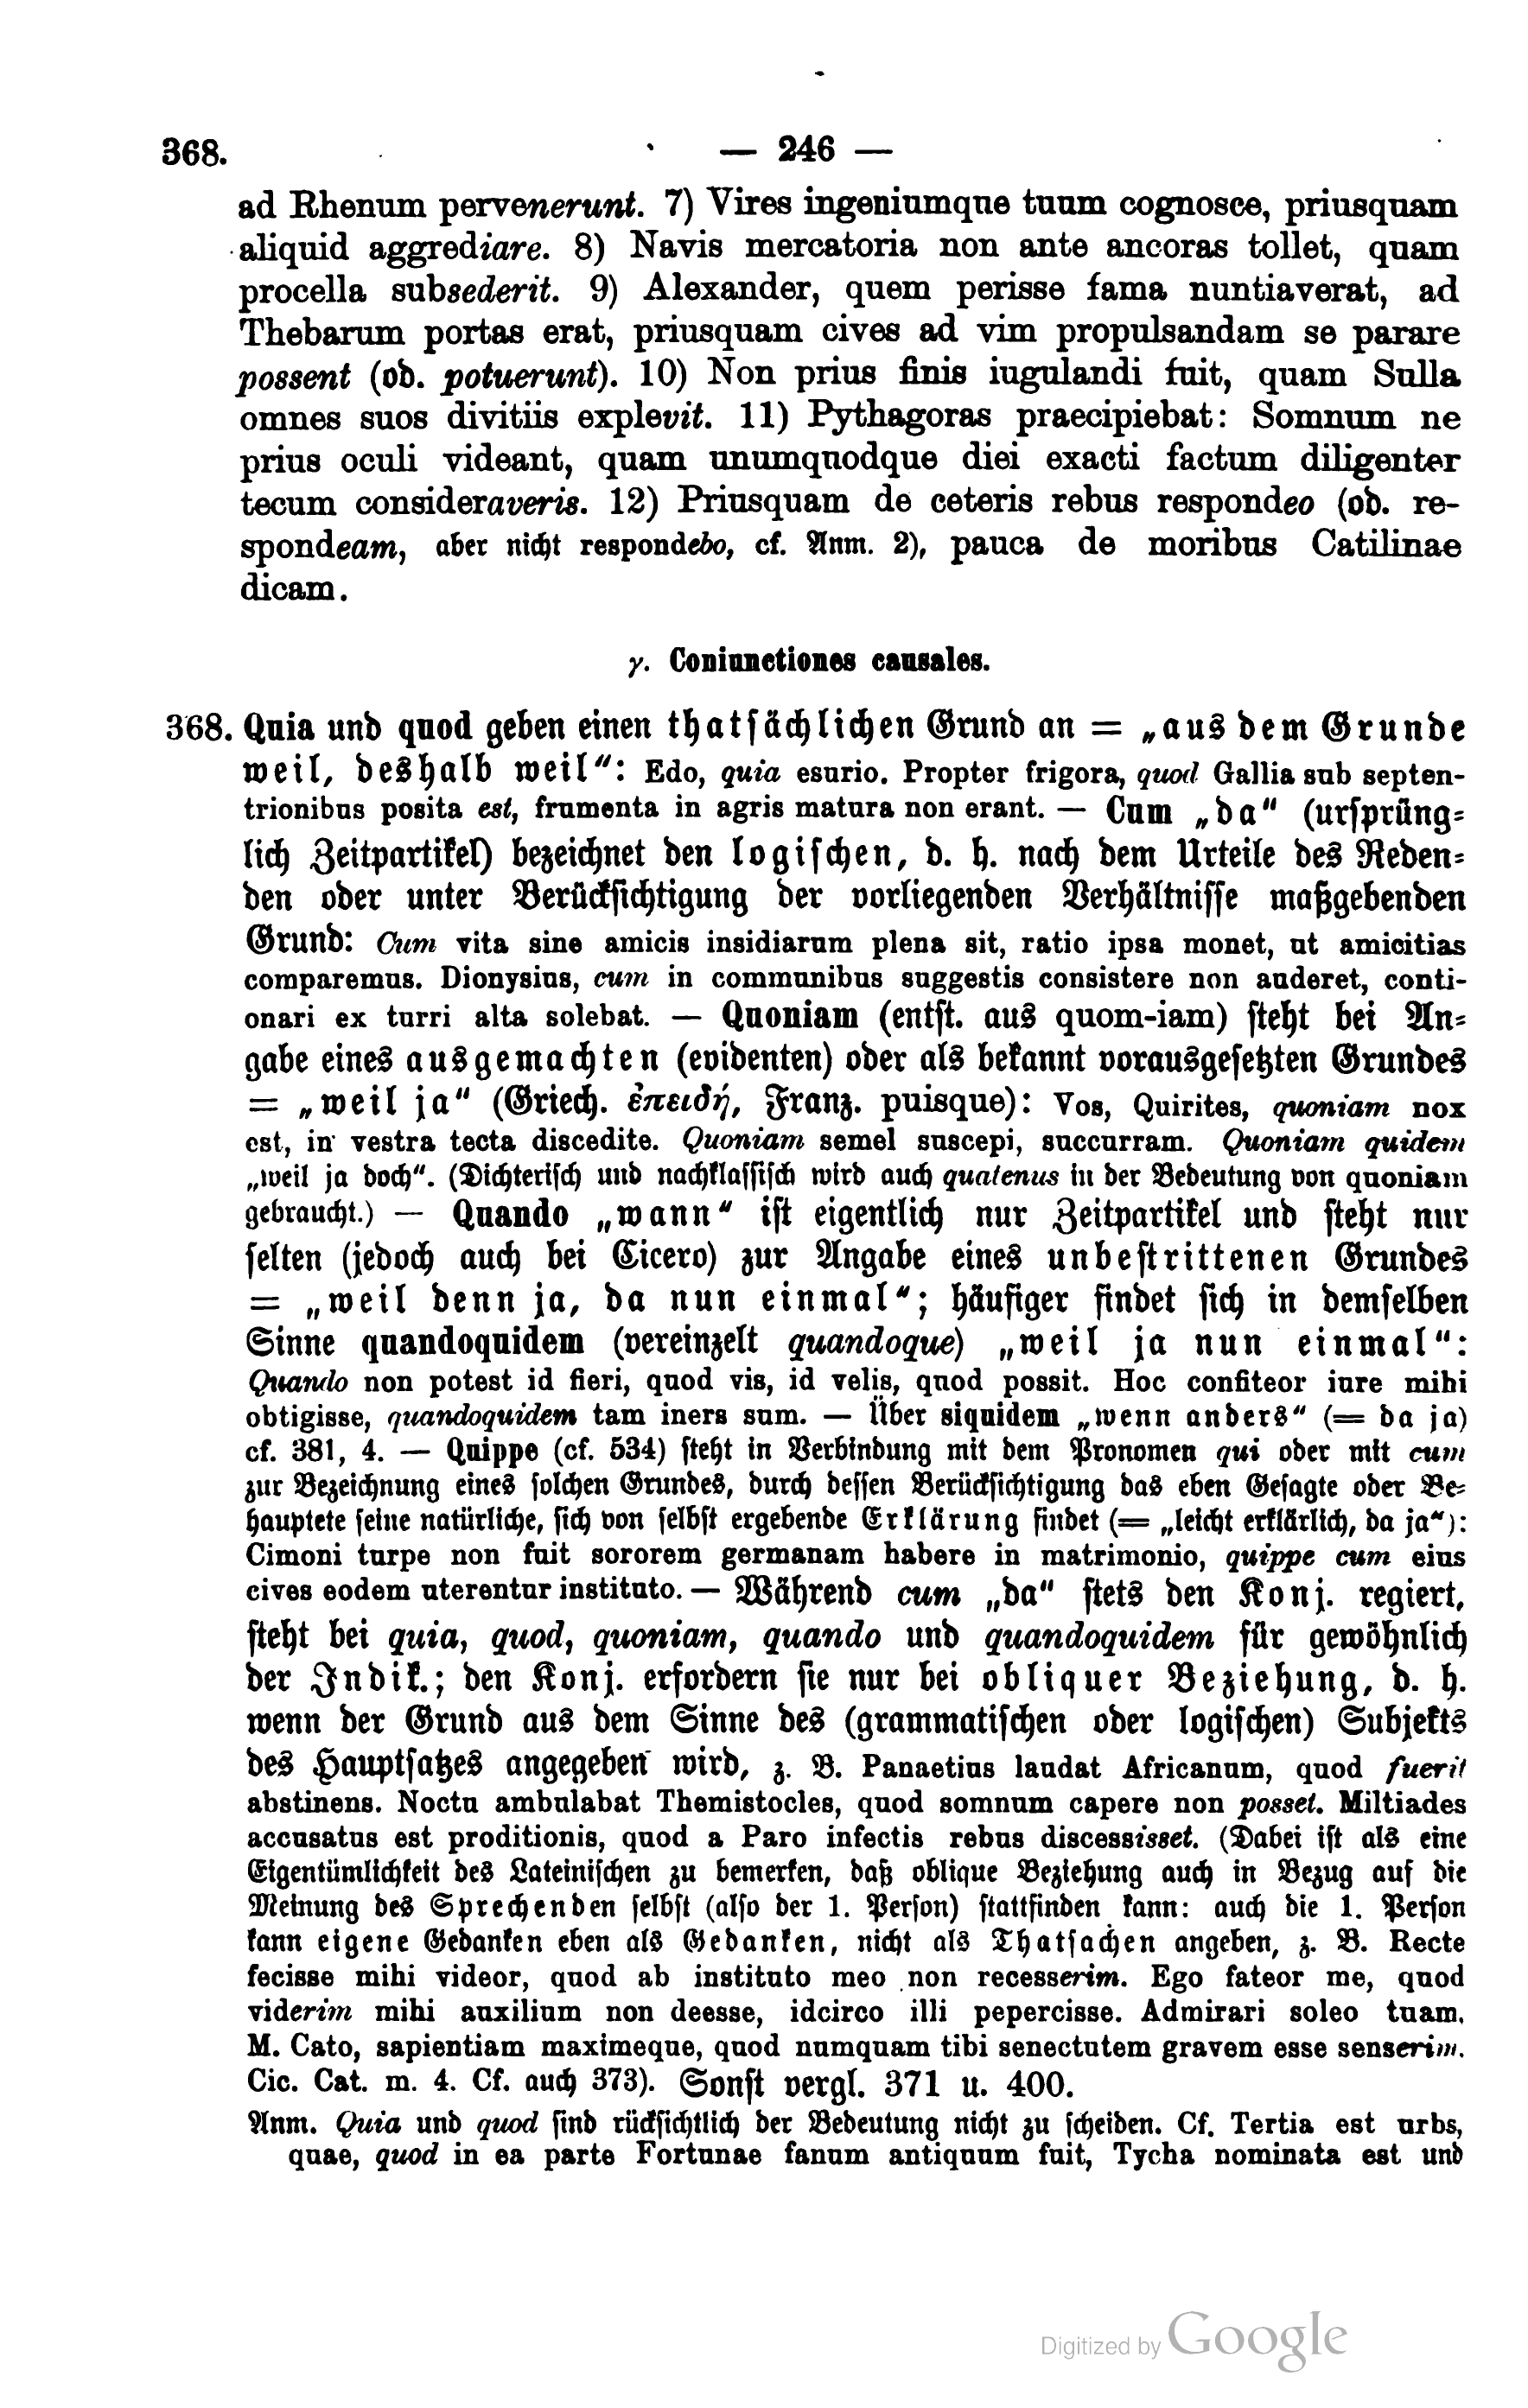 368.
— 246 —
ad Rhenum pervenerunt. 7) Vires ingeniumque tuum cognosce, priusquam
aliquid aggrediare. 8) Navis mercatoria non ante ancoras tollet, quam
procella subsederit. 9) Alexander, quem perisse fama nuntiaverat, ad
Thebarum portas erat, priusquam cives ad vim propulsandam se parare
possent (od. potuerunt). 10) Non prius finis iugulandi fuit, quam Sulla
omnes suos divitiis explevit. 11) Pythagoras praecipiebat: Somnum ne
prius oculi videant, quam unumquodque diei exacti factum diligenter
tecum consideraveris. 12) Priusquam de ceteris rebus respondeo (od. re-
spondeam, aber nicht respondebo, cf. Anm. 2), pauca de moribus Catilinae
dicam.
γ. Coniunctiones causales.
368. Quia und quod geben einen thatsächlichen Grund an = „aus dem Grunde
weil, deshalb weil“: Edo, quia esurio. Propter frigora, quod Gallia sub septen-
trionibus posita est, frumenta in agris matura non erant. — Cum „da“ (ursprüng-
lich Zeitpartikel) bezeichnet den logischen, d. h. nach dem Urteile des Reden-
den oder unter Berücksichtigung der vorliegenden Verhältnisse maßgebenden
Grund: Cum vita sine amicis insidiarum plena sit, ratio ipsa monet, ut amicitias
comparemus. Dionysius, cum in communibus suggestis consistere non auderet, conti-
onari ex turri alta solebat. — Quoniam (entst. aus quom-iam) steht bei An-
gabe eines ausgemachten (evidenten) oder als bekannt vorausgesetzten Grundes
= „weil ja“ (Griech. ἐπειδή, Franz. puisque): Vos, Quirites, quoniam nox
est, in vestra tecta discedite. Quoniam semel suscepi, succurram. Quoniam quidem
„weil ja doch“. (Dichterisch und nachklassisch wird auch quatenus in der Bedeutung von quoniam
gebraucht.) — Quando „wann“ ist eigentlich nur Zeitpartikel und steht nur
selten (jedoch auch bei Cicero) zur Angabe eines unbestrittenen Grundes
= „weil denn ja, da nun einmal“; häufiger findet sich in demselben
Sinne quandoquidem (vereinzelt quandoque) „weil ja nun einmal“:
Quando non potest id fieri, quod vis, id velis, quod possit. Hoc confiteor iure mihi
obtigisse, quandoquidem tam iners sum. — Über siquidem „wenn anders“ (= da ja)
cf. 381, 4. — Quippe (cf. 534) steht in Verbindung mit dem Pronomen qui oder mit cum
zur Bezeichnung eines solchen Grundes, durch dessen Berücksichtigung das eben Gesagte oder Be-
hauptete seine natürliche, sich von selbst ergebende Erklärung findet (= „leicht erklärlich, da ja“):
Cimoni turpe non fuit sororem germanam habere in matrimonio, quippe cum eius
cives eodem uterentur instituto. — Während cum „da“ stets den Konj. regiert,
steht bei quia, quod, quoniam, quando und quandoquidem für gewöhnlich
der Indik.; den Konj. erfordern sie nur bei obliquer Beziehung, d. h.
wenn der Grund aus dem Sinne des (grammatischen oder logischen) Subjekts
des Hauptsatzes angegeben wird, z. B. Panaetius laudat Africanum, quod fuerit
abstinens. Noctu ambulabat Themistocles, quod somnum capere non posset. Miltiades
accusatus est proditionis, quod a Paro infectis rebus discessisset. (Dabei ist als eine
Eigentümlichkeit des Lateinischen zu bemerken, daß oblique Beziehung auch in Bezug auf die
Meinung des Sprechenden selbst (also der 1. Person) stattfinden kann: auch die 1. Person
kann eigene Gedanken eben als Gedanken, nicht als Thatsachen angeben, z. B. Recte
fecisse mihi videor, quod ab instituto meo non recesserim. Ego fateor me, quod
viderim mihi auxilium non deesse, idcirco illi pepercisse. Admirari soleo tuam,
M. Cato, sapientiam maximeque, quod numquam tibi senectutem gravem esse senserim.
Cic. Cat. m. 4. Cf. auch 373). Sonst vergl. 371 u. 400.
Anm. Quia und quod sind rücksichtlich der Bedeutung nicht zu scheiden. Cf. Tertia est urbs,
quae, quod in ea parte Fortunae fanum antiquum fuit, Tycha nominata est und
Digitized by Google